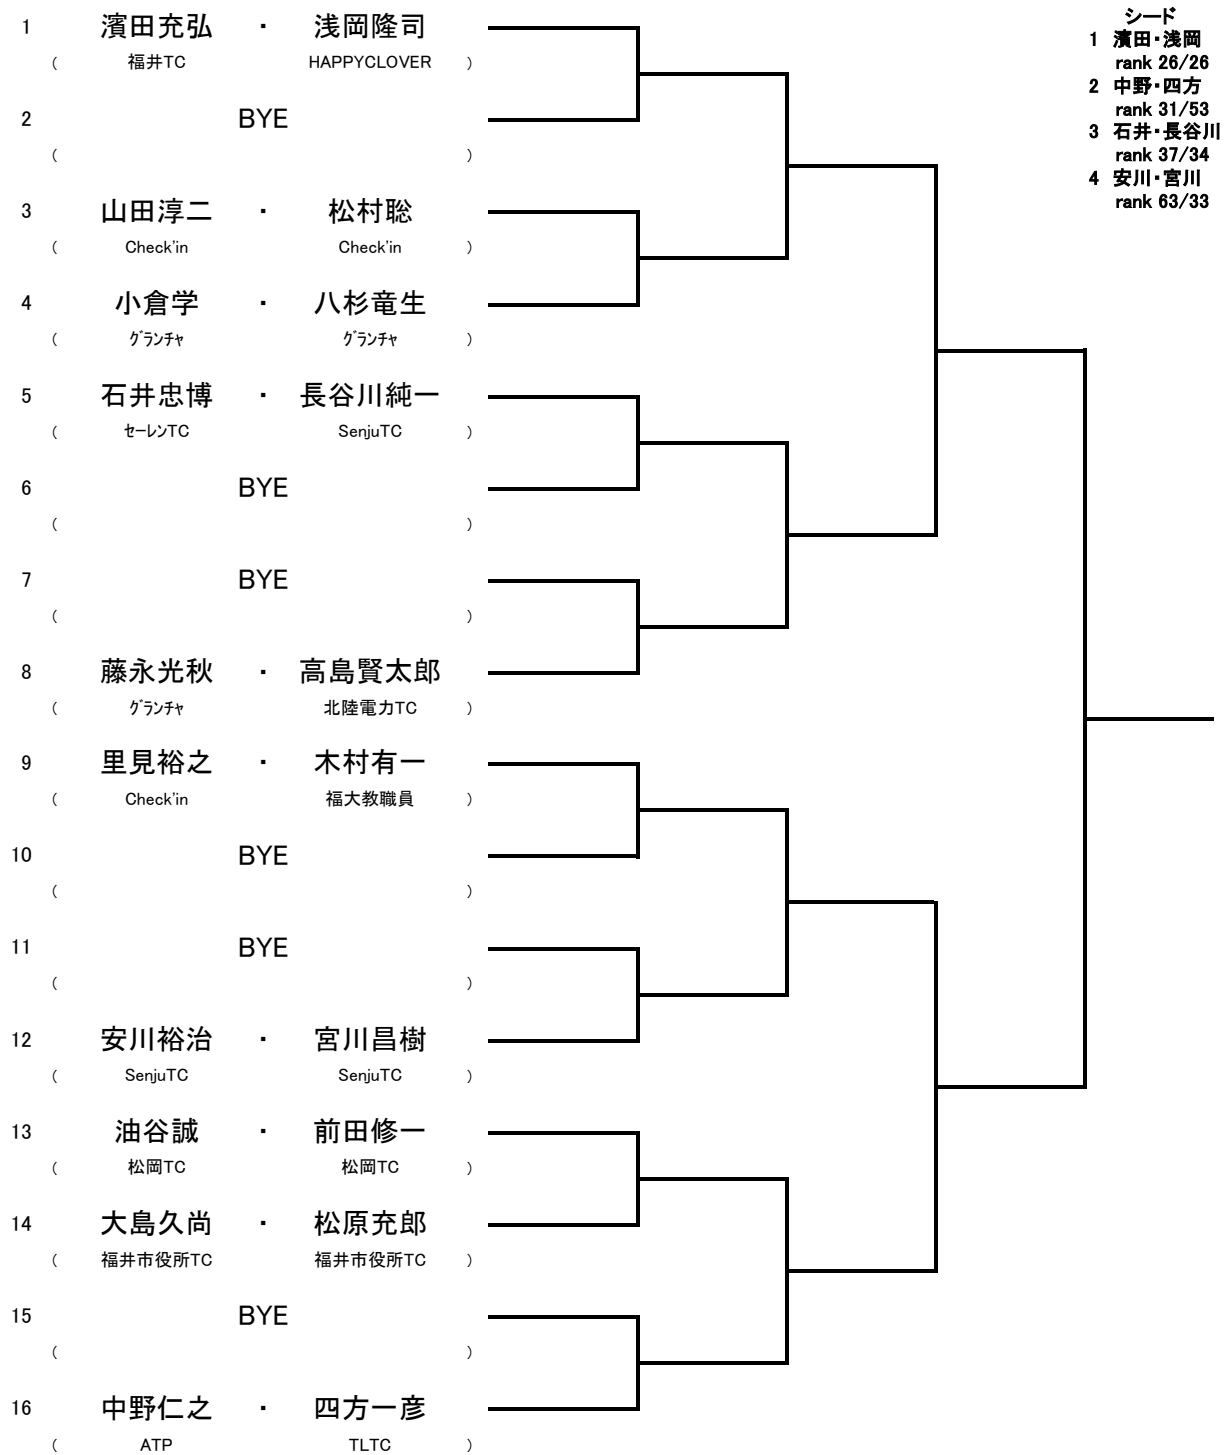 1 濱田充弘 ・ 浅岡隆司
( 福井TC HAPPYCLOVER )
2 BYE
( )
3 山田淳二 ・ 松村聡
( Check'in Check'in )
4 小倉学 ・ 八杉竜生
( グランチャ グランチャ )
5 石井忠博 ・ 長谷川純一
( セーレンTC SenjuTC )
6 BYE
( )
7 BYE
( )
8 藤永光秋 ・ 高島賢太郎
( グランチャ 北陸電力TC )
9 里見裕之 ・ 木村有一
( Check'in 福大教職員 )
10 BYE
( )
11 BYE
( )
12 安川裕治 ・ 宮川昌樹
( SenjuTC SenjuTC )
13 油谷誠 ・ 前田修一
( 松岡TC 松岡TC )
14 大島久尚 ・ 松原充郎
( 福井市役所TC 福井市役所TC )
15 BYE
( )
16 中野仁之 ・ 四方一彦
( ATP TLTC )
シード
1 濱田・浅岡
rank 26/26
2 中野・四方
rank 31/53
3 石井・長谷川
rank 37/34
4 安川・宮川
rank 63/33